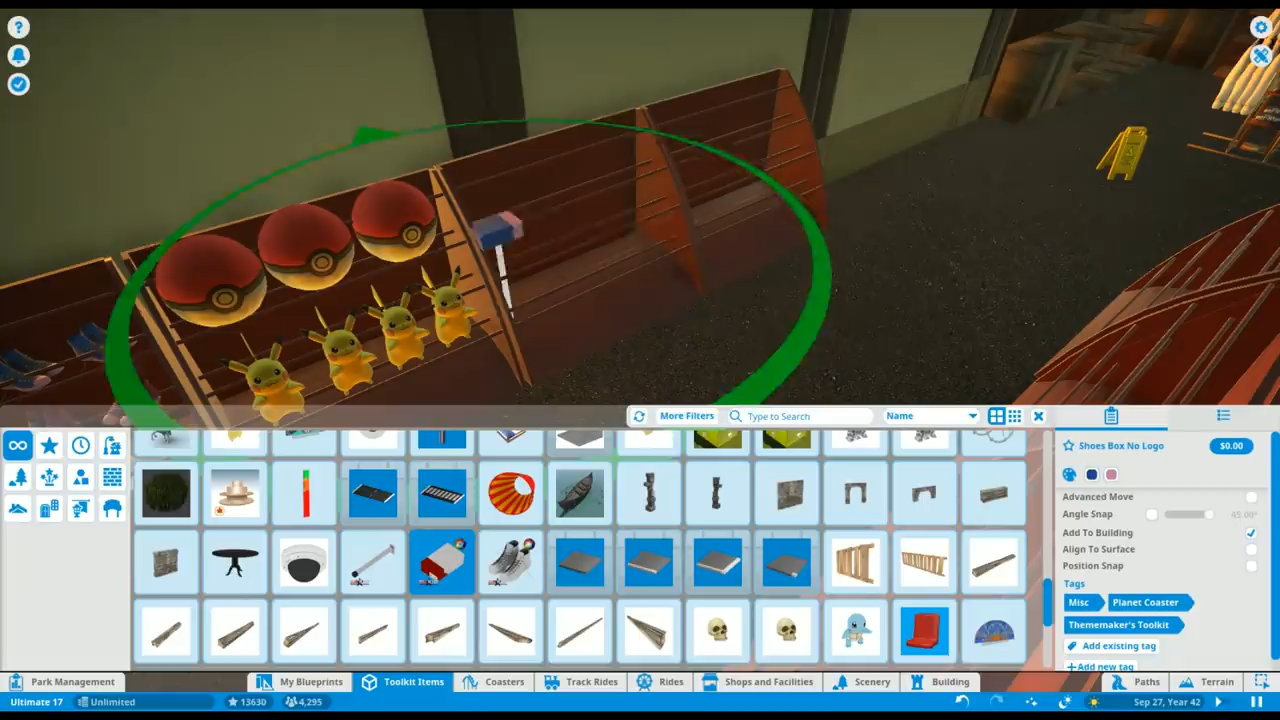 ?
More Filters
Type to Search
Name
Shoes Box No Logo
$0.00
Advanced Move
Angle Snap
45.00°
Add To Building
Align To Surface
Position Snap
Tags
Misc
Planet Coaster
Thememaker's Toolkit
Add existing tag
+Add new tag
Park Management
My Blueprints
Toolkit Items
Coasters
Track Rides
Rides
Shops and Facilities
Scenery
Building
Paths
Terrain
Ultimate 17
Unlimited
13630
4,295
Sep 27, Year 42